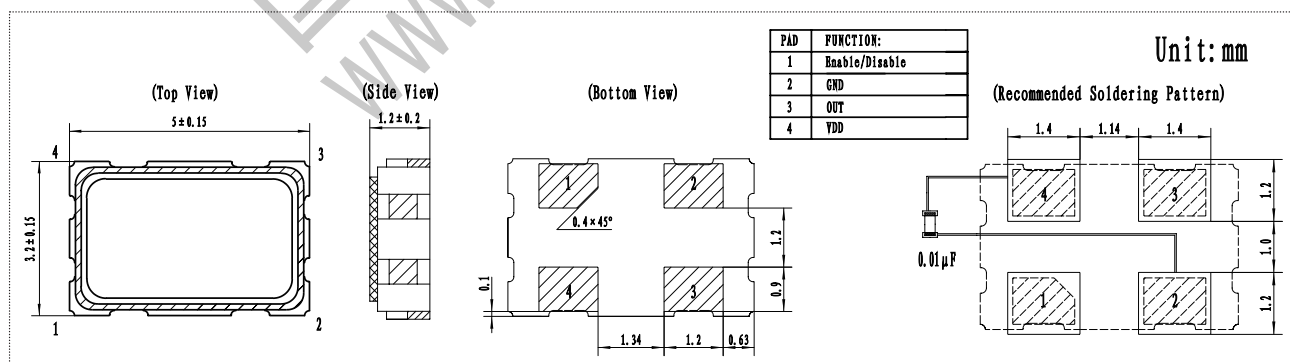 WWW
Unit:mm
PAD FUNCTION:
1 Enable/Disable
2 GND
3 OUT
4 VDD
(Top View)
5±0.15
4
3
3.2±0.15
1
2
(Side View)
1.2±0.2
(Bottom View)
1
2
0.4×45°
4
3
0.1
1.2
0.9
1.34
1.2
0.63
(Recommended Soldering Pattern)
1.4
1.14
1.4
4
3
0.01μF
1
2
1.2
1.0
1.2